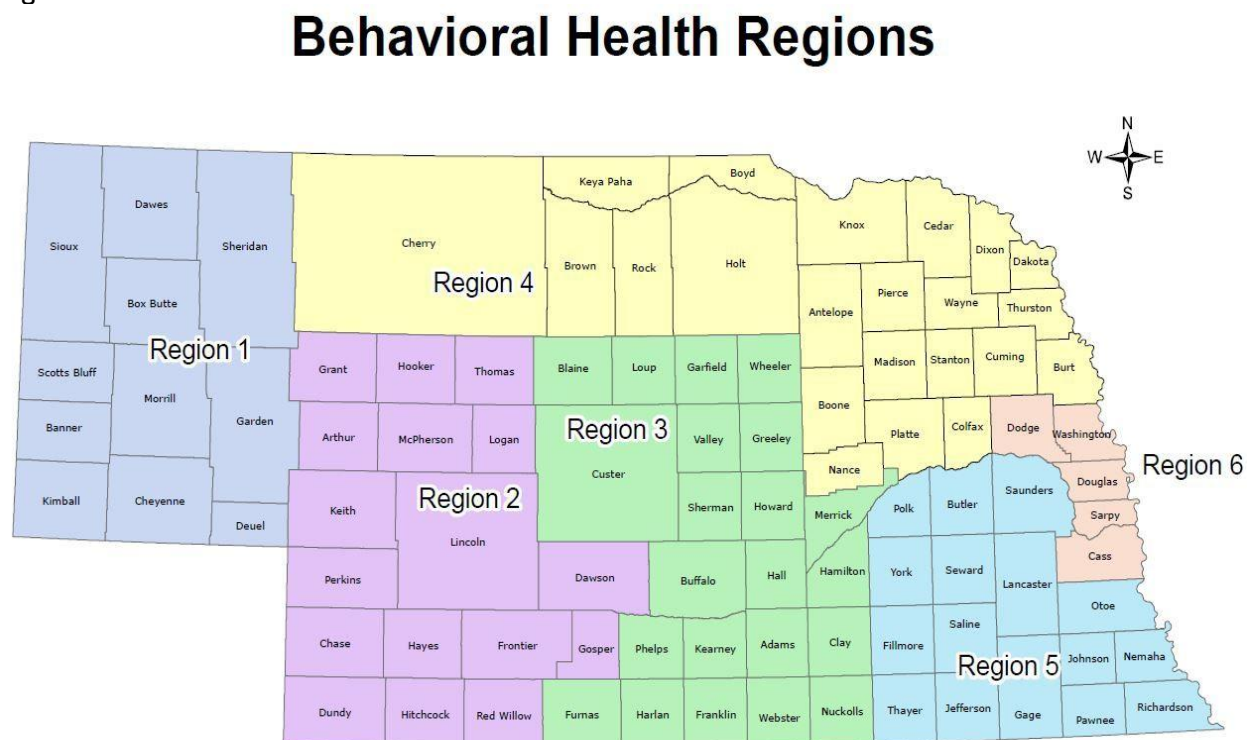 Behavioral Health Regions
N
W E
S
Keya Paha
Boyd
Dawes
Sioux
Sheridan
Cherry
Knox
Cedar
Dixon
Dakota
Brown
Rock
Holt
Region 4
Box Butte
Antelope
Pierce
Wayne
Thurston
Region 1
Scotts Bluff
Morrill
Garden
Banner
Kimball
Cheyenne
Deuel
Grant
Hooker
Thomas
Blaine
Loup
Garfield
Wheeler
Madison
Stanton
Cuming
Burt
Boone
Platte
Colfax
Dodge
Washington
Arthur
McPherson
Logan
Region 3
Custer
Valley
Greeley
Nance
Region 6
Douglas
Sarpy
Cass
Keith
Region 2
Lincoln
Sherman
Howard
Merrick
Polk
Butler
Saunders
Perkins
Dawson
Buffalo
Hall
Hamilton
York
Seward
Lancaster
Otoe
Chase
Hayes
Frontier
Gosper
Phelps
Kearney
Adams
Clay
Fillmore
Saline
Region 5
Johnson
Nemaha
Dundy
Hitchcock
Red Willow
Furnas
Harlan
Franklin
Webster
Nuckolls
Thayer
Jefferson
Gage
Pawnee
Richardson